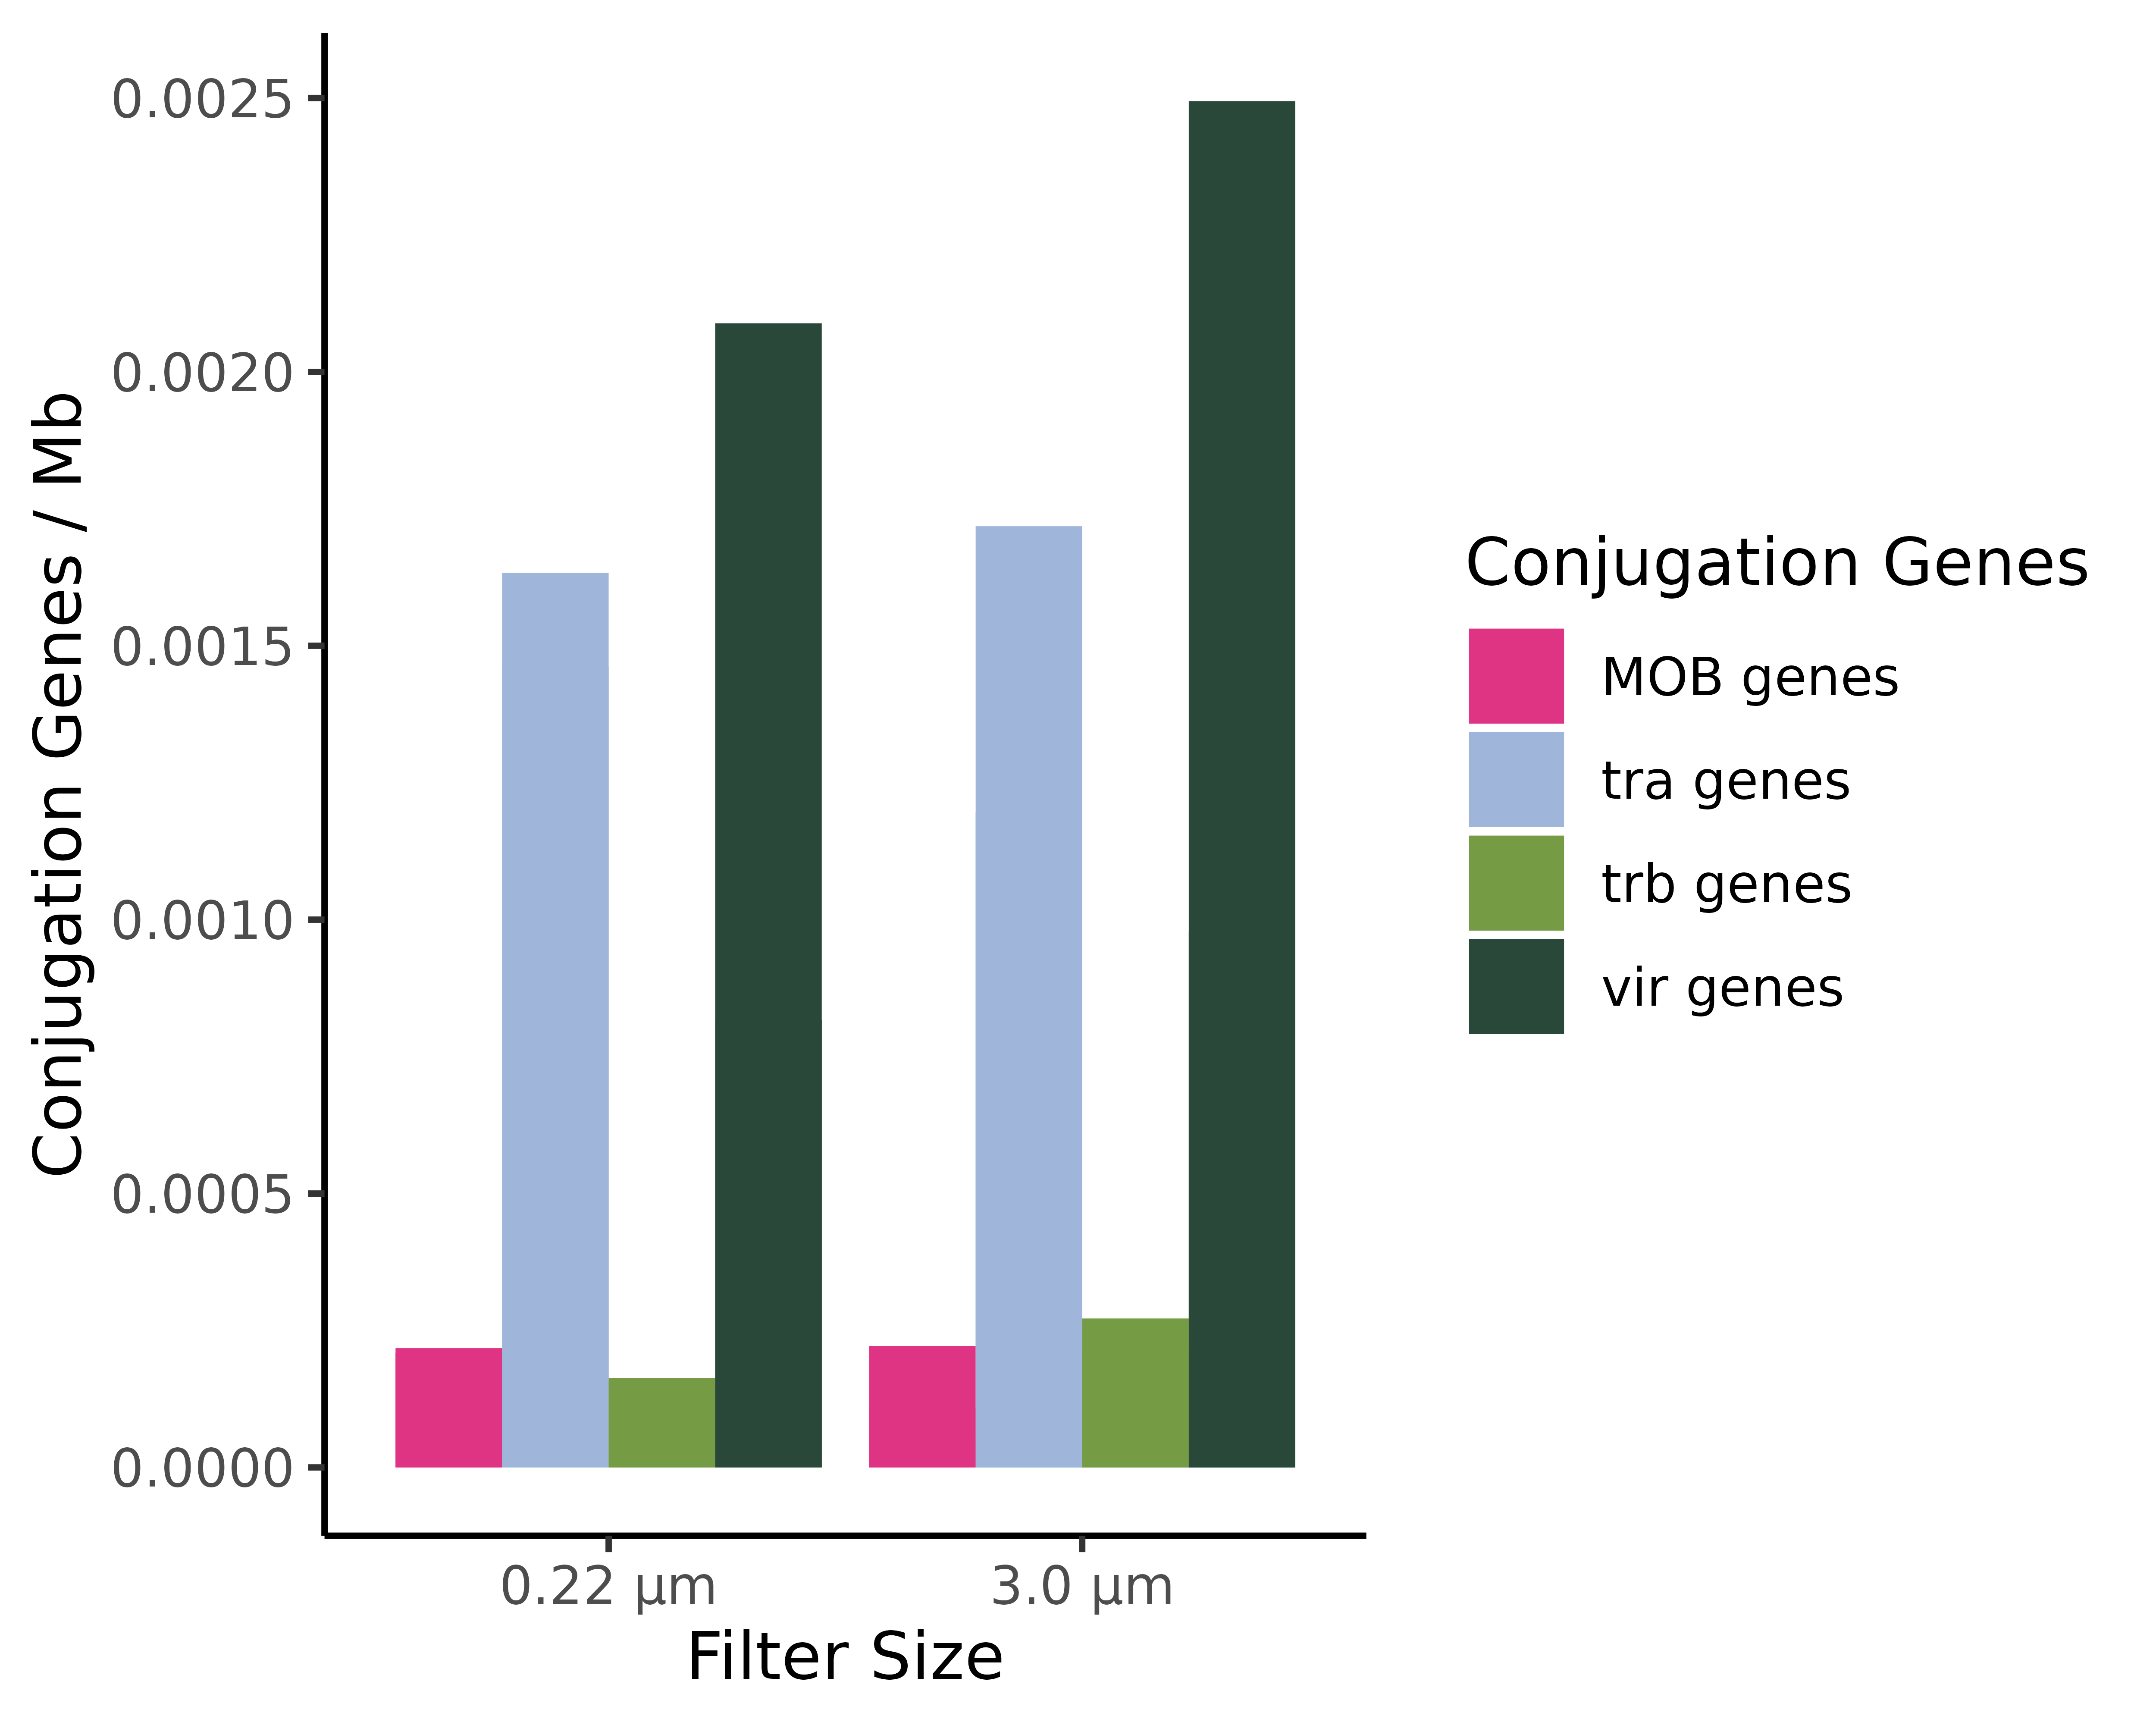 Conjugation Genes / Mb
0.0025
0.0020
0.0015
0.0010
0.0005
0.0000
0.22 µm
3.0 µm
Filter Size
Conjugation Genes
MOB genes
tra genes
trb genes
vir genes